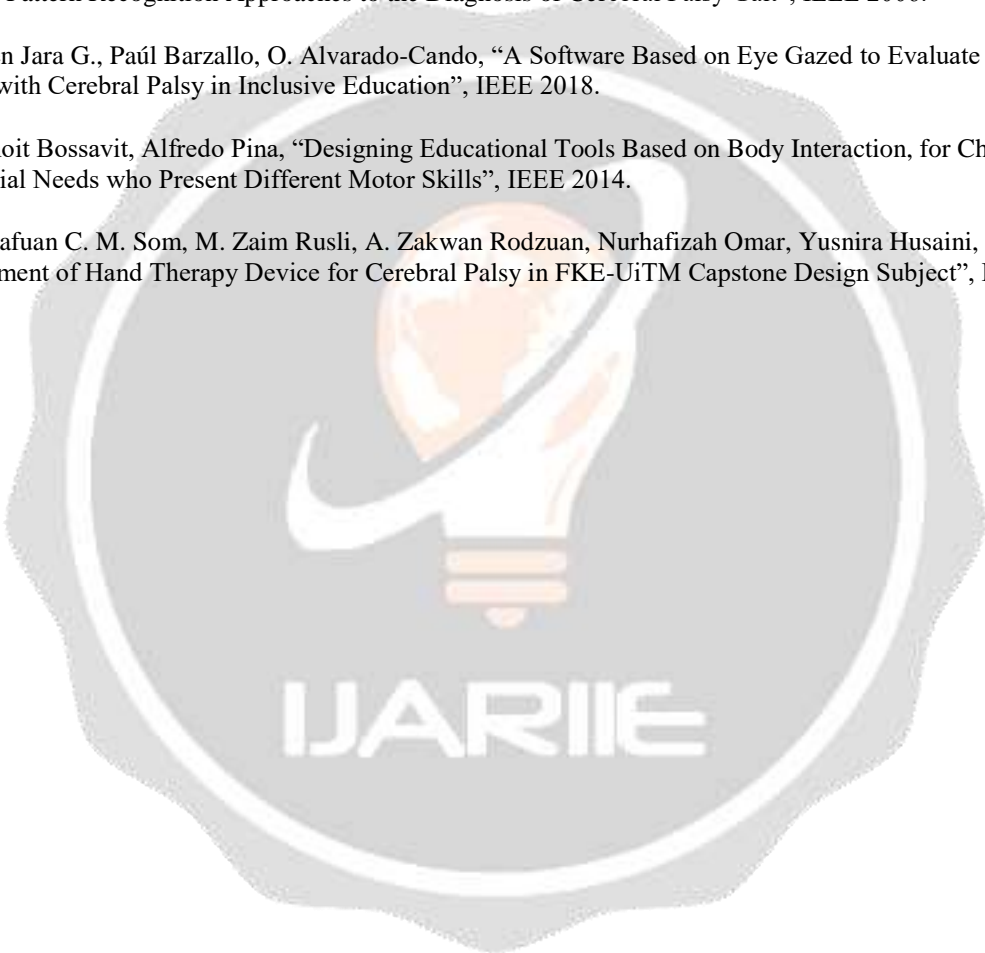 Pattern Recognition Approaches to the Diagnosis of Cerebral Palsy Gait”, IEEE 2006.
n Jara G., Paúl Barzallo, O. Alvarado-Cando, “A Software Based on Eye Gazed to Evaluate
with Cerebral Palsy in Inclusive Education”, IEEE 2018.
oit Bossavit, Alfredo Pina, “Designing Educational Tools Based on Body Interaction, for Ch
ial Needs who Present Different Motor Skills”, IEEE 2014.
afuan C. M. Som, M. Zaim Rusli, A. Zakwan Rodzuan, Nurhafizah Omar, Yusnira Husaini,
ment of Hand Therapy Device for Cerebral Palsy in FKE-UiTM Capstone Design Subject”, I
IJARIIE